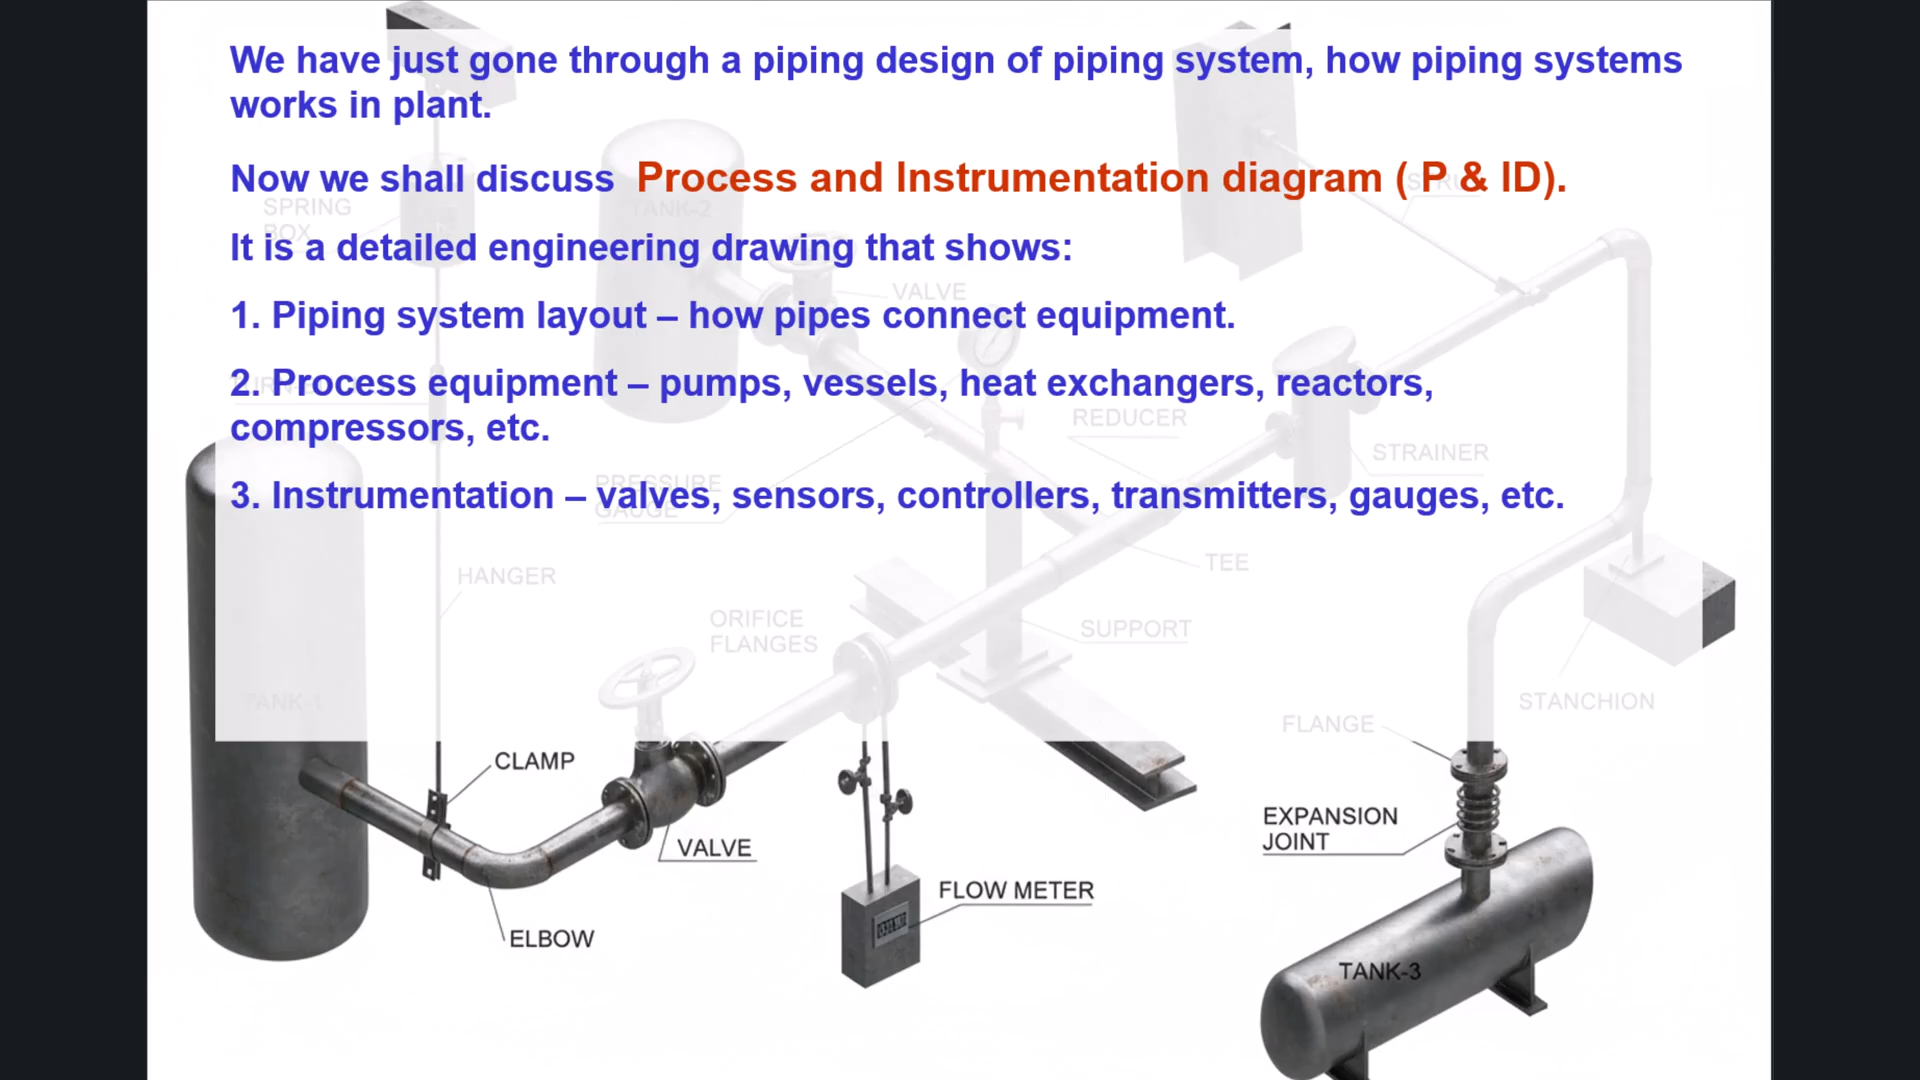 We have just gone through a piping design of piping system, how piping systems
works in plant.
Now we shall discuss Process and Instrumentation diagram ( P & ID).
It is a detailed engineering drawing that shows:
1. Piping system layout – how pipes connect equipment.
2. Process equipment – pumps, vessels, heat exchangers, reactors,
compressors, etc.
3. Instrumentation – valves, sensors, controllers, transmitters, gauges, etc.
SPRING
BOX
TANK-2
VALVE
REDUCER
STRAINER
PRESSURE
GAUGE
HANGER
TEE
ORIFICE
FLANGES
SUPPORT
TANK-1
STANCHION
FLANGE
CLAMP
EXPANSION
JOINT
VALVE
FLOW METER
ELBOW
TANK-3